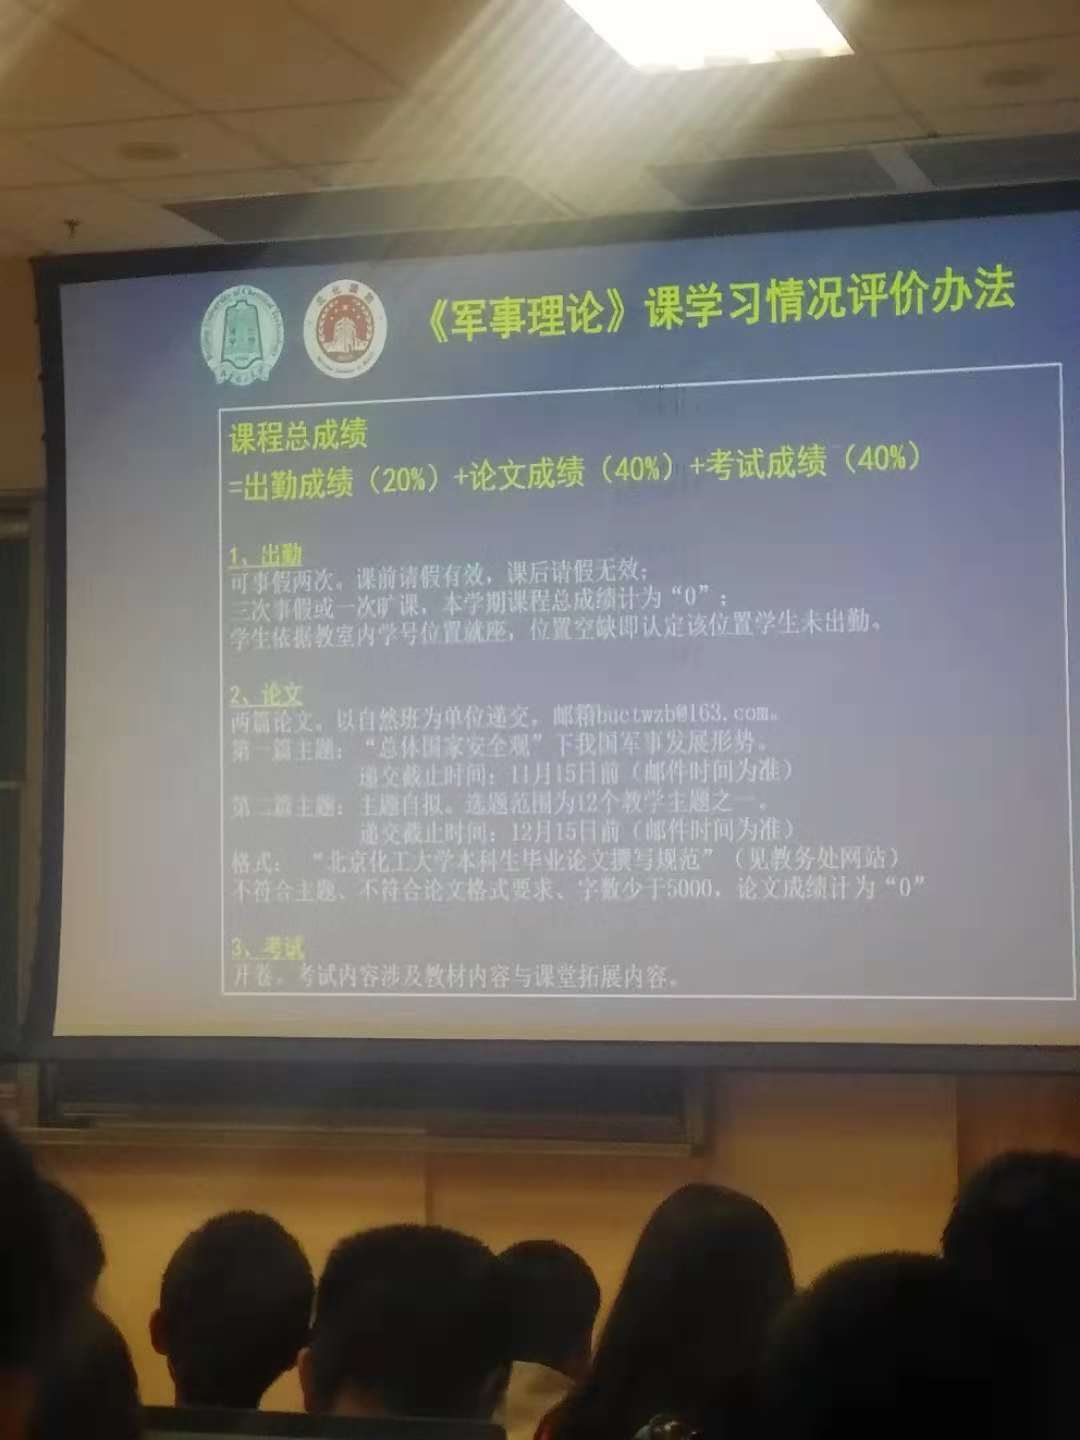 《军事理论》课学习情况评价办法
课程总成绩
=出勤成绩（20%）+论文成绩（40%）+考试成绩（40%）
1、出勤
可事假两次。课前请假有效，课后请假无效；
三次事假或一次旷课，本学期课程总成绩计为“0”；
学生依据教室内学号位置就座，位置空缺即认定该位置学生未出勤。
2、论文
两篇论文。以自然班为单位递交，邮箱buctwzb@163.com。
第一篇主题：“总体国家安全观”下我国军事发展形势。
递交截止时间：11月15日前（邮件时间为准）
第二篇主题：主题自拟。选题范围为12个教学主题之一。
递交截止时间：12月15日前（邮件时间为准）
格式：“北京化工大学本科生毕业论文撰写规范”（见教务处网站）
不符合主题、不符合论文格式要求、字数少于5000，论文成绩计为“0”
3、考试
开卷。考试内容涉及教材内容与课堂拓展内容。